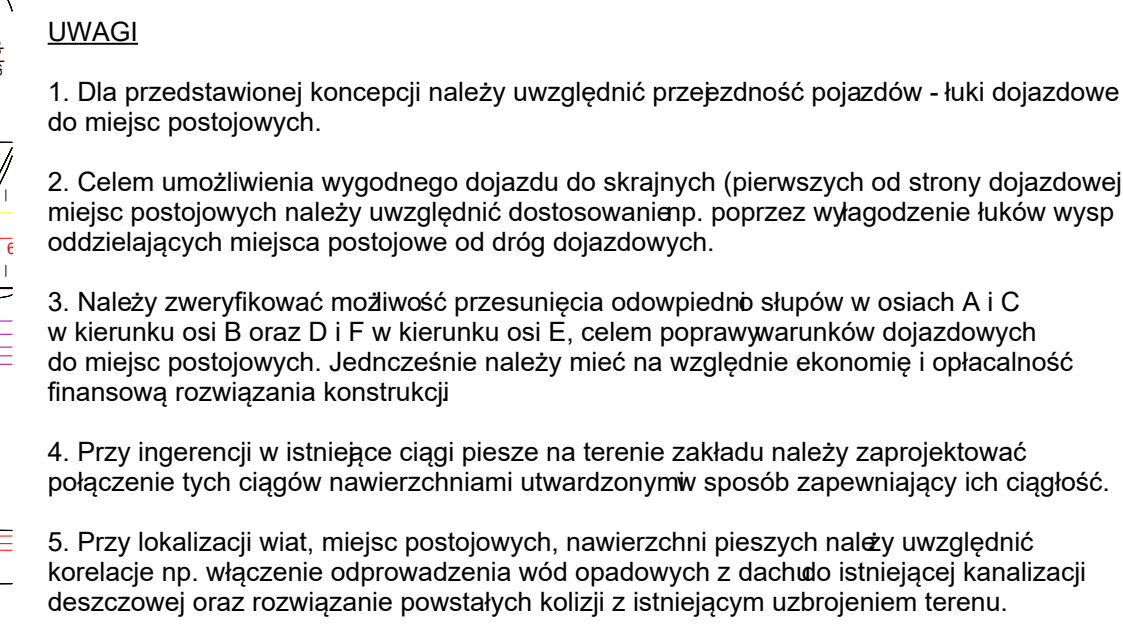 UWAGI
1. Dla przedstawionej koncepcji należy uwzględnić przejezdność pojazdów - łuki dojazdowe
do miejsc postojowych.
2. Celem umożliwienia wygodnego dojazdu do skrajnych (pierwszych od strony dojazdowej
miejsc postojowych należy uwzględnić dostosowanie np. poprzez wyłagodzenie łuków wysp
oddzielających miejsca postojowe od dróg dojazdowych.
3. Należy zweryfikować możliwość przesunięcia odowpiednio słupów w osiach A i C
w kierunku osi B oraz D i F w kierunku osi E, celem poprawy warunków dojazdowych
do miejsc postojowych. Jedncześnie należy mieć na względnie ekonomię i opłacalność
finansową rozwiązania konstrukcji
4. Przy ingerencji w istniejące ciągi piesze na terenie zakładu należy zaprojektować
połączenie tych ciągów nawierzchniami utwardzonymi w sposób zapewniający ich ciągłość.
5. Przy lokalizacji wiat, miejsc postojowych, nawierzchni pieszych należy uwzględnić
korelacje np. włączenie odprowadzenia wód opadowych z dachu do istniejącej kanalizacji
deszczowej oraz rozwiązanie powstałych kolizji z istniejącym uzbrojeniem terenu.